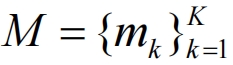 M = {m_k}_{k=1}^{K}